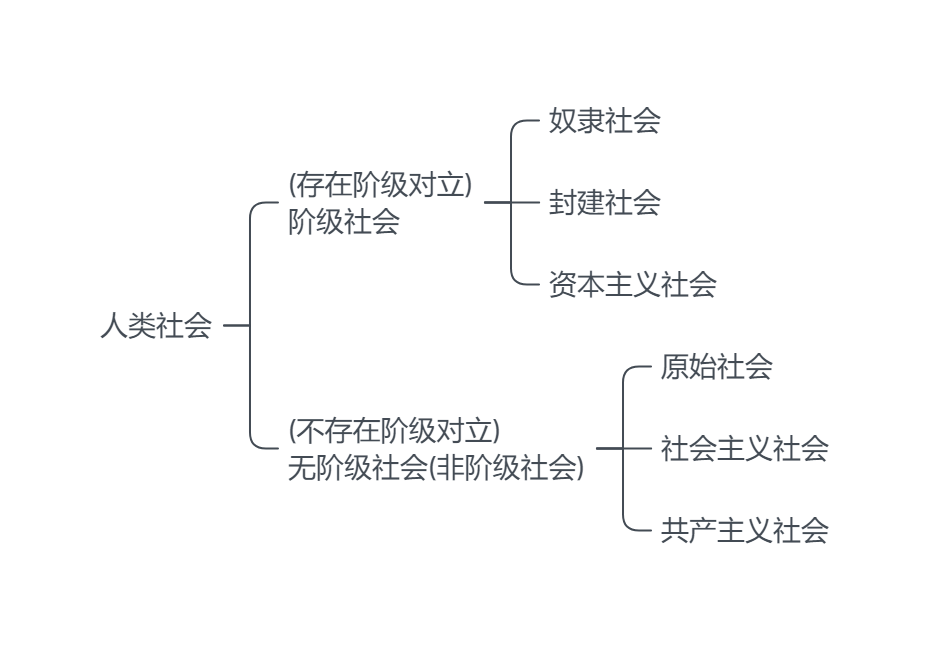 人类社会
(存在阶级对立)
阶级社会
奴隶社会
封建社会
资本主义社会
(不存在阶级对立)
无阶级社会(非阶级社会)
原始社会
社会主义社会
共产主义社会